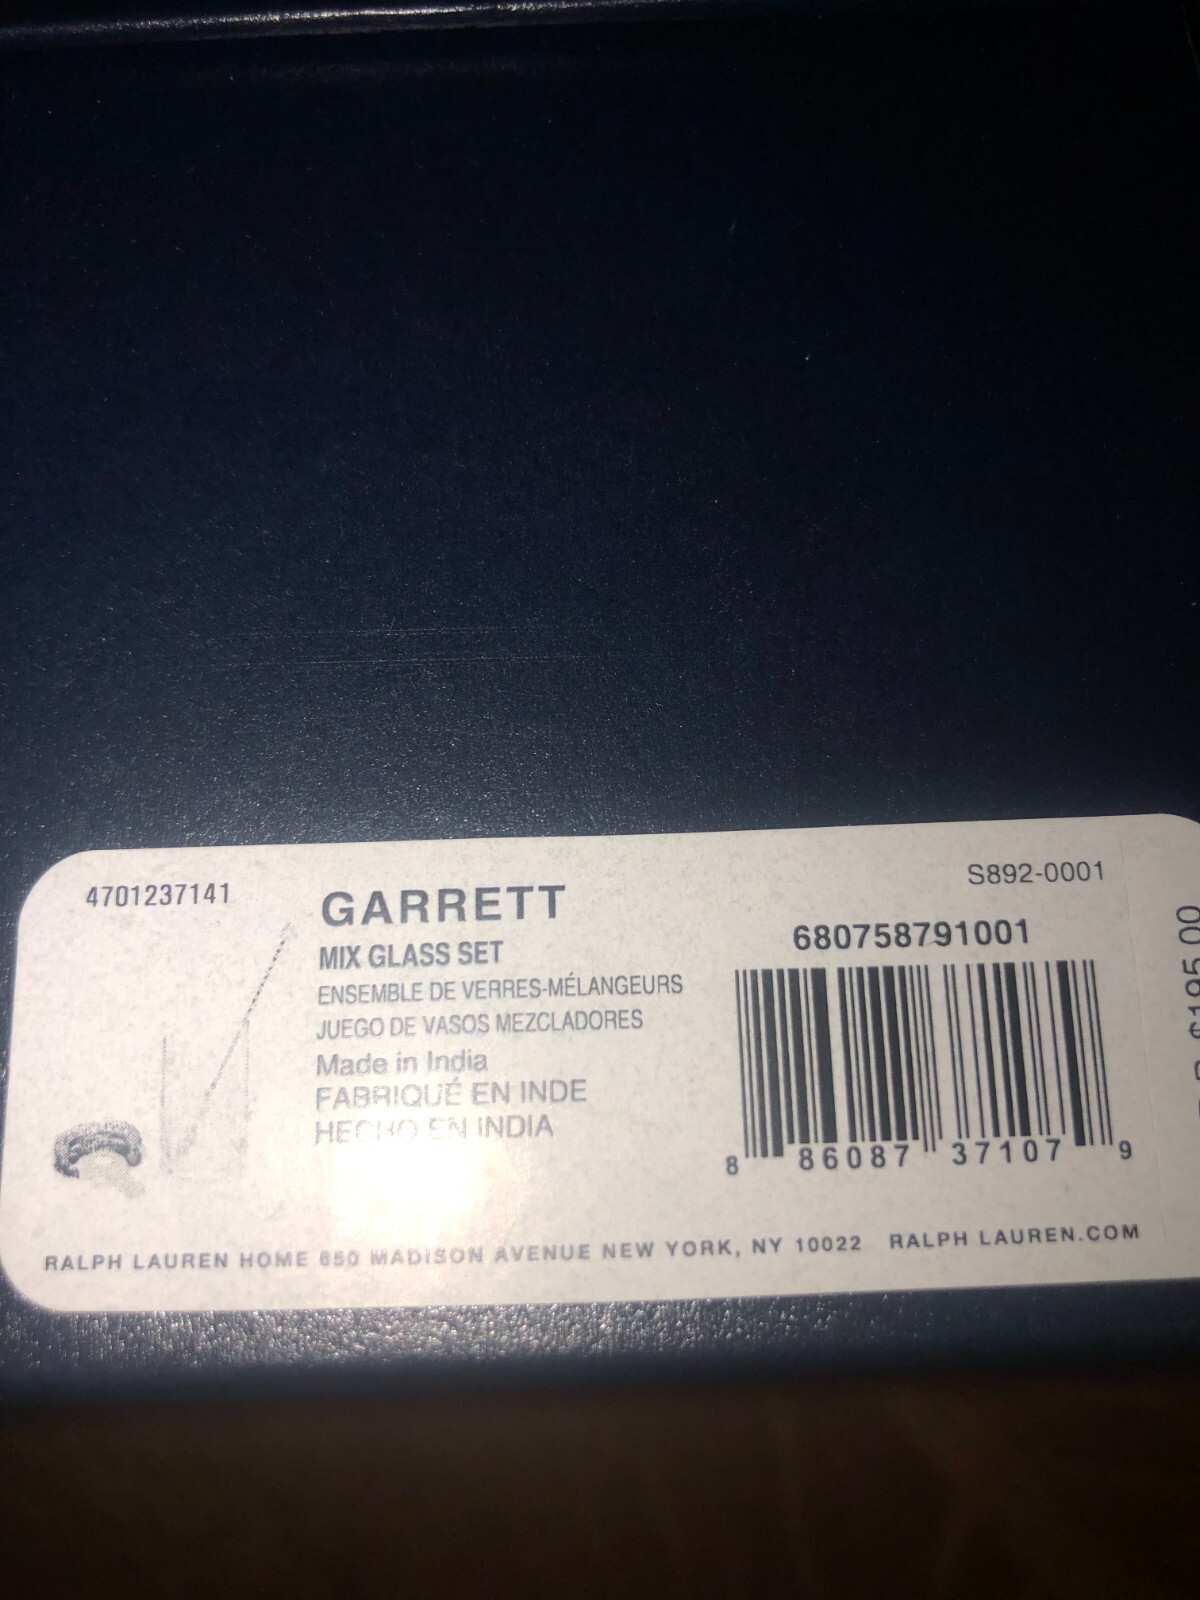 4701237141
GARRETT
MIX GLASS SET
ENSEMBLE DE VERRES-MÉLANGEURS
JUEGO DE VASOS MEZCLADORES
Made in India
FABRIQUÉ EN INDE
HECHO EN INDIA
S892-0001
680758791001
8 86087 37107 9
$195.00
RALPH LAUREN HOME 650 MADISON AVENUE NEW YORK, NY 10022 RALPH LAUREN.COM